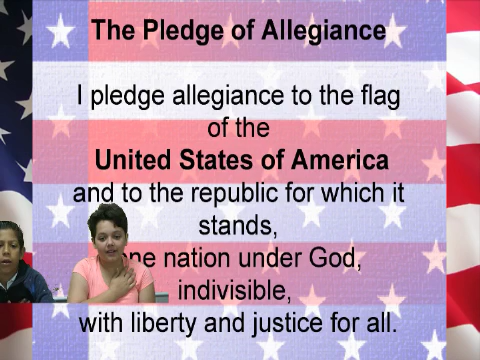 The Pledge of Allegiance
I pledge allegiance to the flag
of the
United States of America
and to the republic for which it
stands,
one nation under God,
indivisible,
with liberty and justice for all.